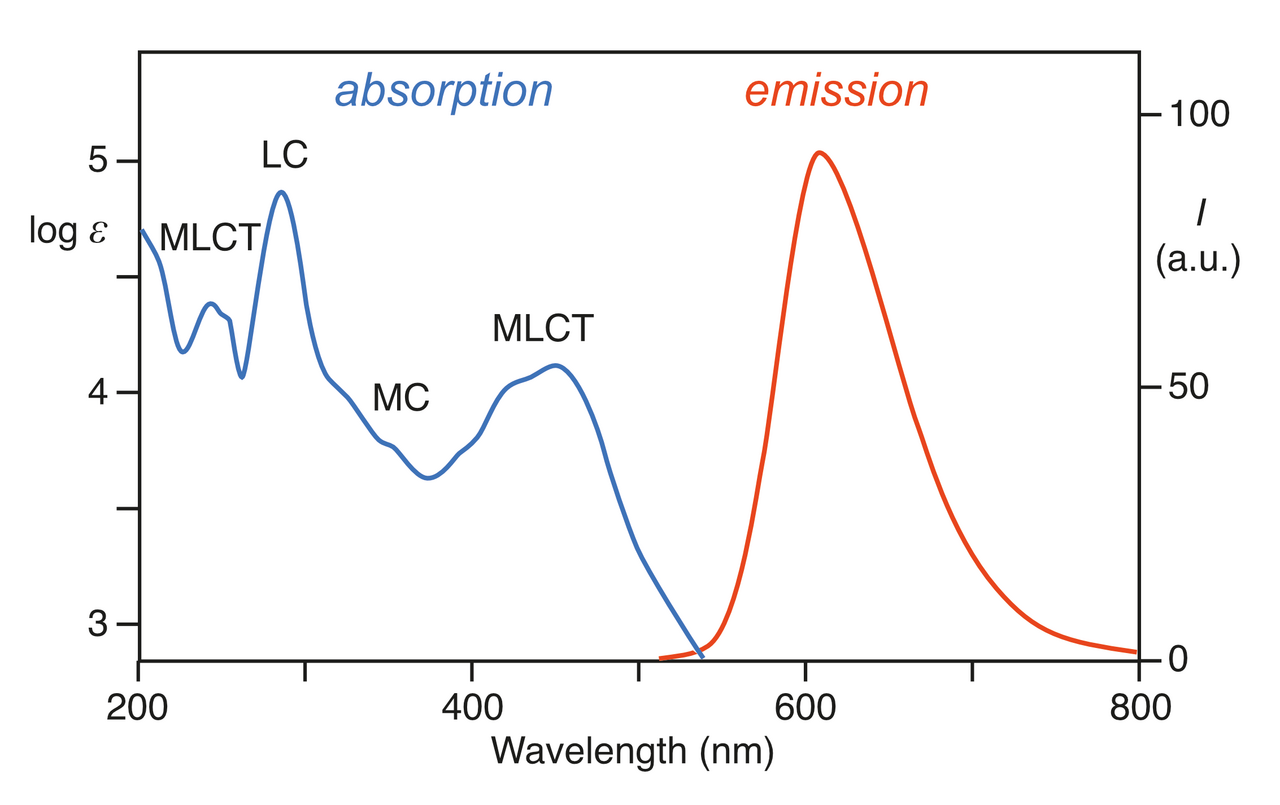 absorption
emission
100
LC
5
log ε
MLCT
I
(a.u.)
MLCT
MC
4
50
3
0
200
400
600
800
Wavelength (nm)